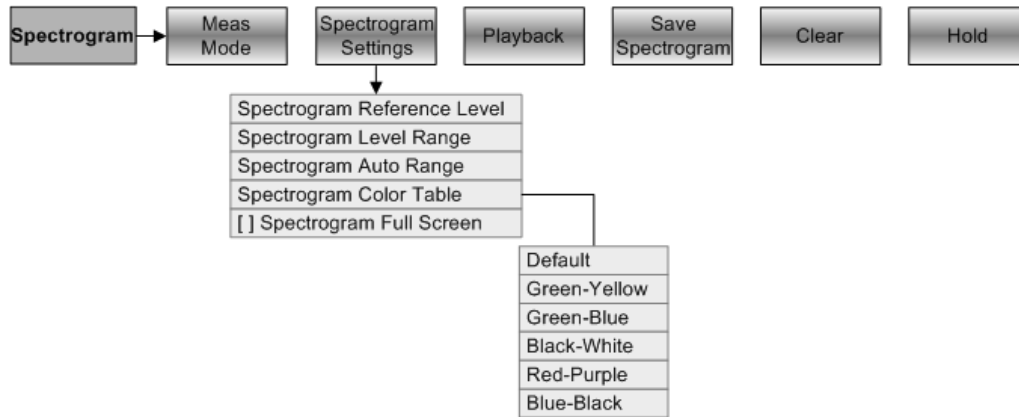 Spectrogram
Meas
Mode
Spectrogram
Settings
Playback
Save
Spectrogram
Clear
Hold
Spectrogram Reference Level
Spectrogram Level Range
Spectrogram Auto Range
Spectrogram Color Table
[ ] Spectrogram Full Screen
Default
Green-Yellow
Green-Blue
Black-White
Red-Purple
Blue-Black